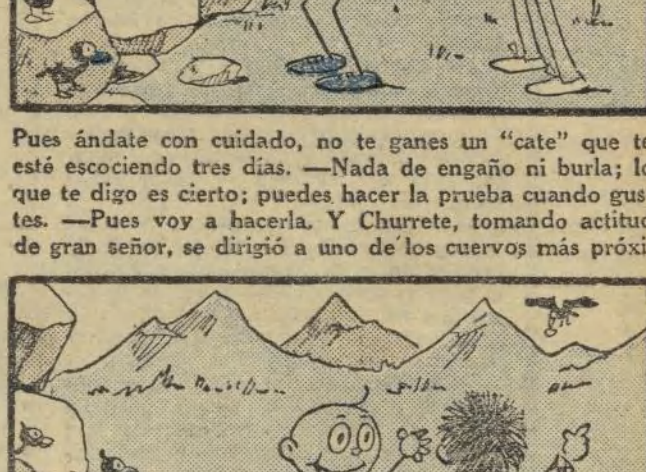 Pues ándate con cuidado, no te ganes un "cate" que te
esté escociendo tres días. —Nada de engaño ni burla; lo
que te digo es cierto; puedes hacer la prueba cuando gus-
tes. —Pues voy a hacerla. Y Churrete, tomando actitud
de gran señor, se dirigió a uno de los cuervos más próxi-